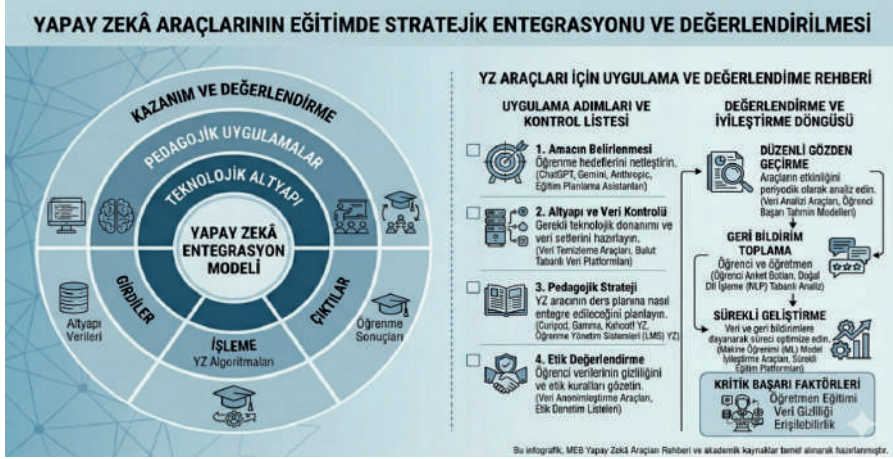 YAPAY ZEKÂ ARAÇLARININ EĞİTİMDE STRATEJİK ENTEGRASYONU VE DEĞERLENDİRİLMESİ
KAZANIM VE DEĞERLENDİRME
PEDAGOJİK UYGULAMALAR
TEKNOLOJİK ALTYAPI
YAPAY ZEKÂ
ENTEGRASYON
MODELİ
GİRDİLER
Altyapı
Verileri
İŞLEME
YZ Algoritmaları
ÇIKTILAR
Öğrenme
Sonuçları
YZ ARAÇLARI İÇİN UYGULAMA VE DEĞERLENDİIME REHBERİ
UYGULAMA ADIMLARI VE
KONTROL LİSTESİ
1. Amacın Belirlenmesi
Öğrenme hedeflerini netleştirin.
(ChatGPT, Gemini, Anthropic,
Eğitim Planlama Asistanları)
2. Altyapı ve Veri Kontrolü
Gerekli teknolojik donanımı ve
veri setlerini hazırlayın.
(Veri Temizleme Araçları, Bulut
Tabanlı Veri Platformları)
3. Pedagojik Strateji
YZ aracının ders planına nasıl
entegre edileceğini planlayın.
(Curipod, Gamma, Kahoot! YZ,
Öğrenme Yönetim Sistemleri (LMS) YZ)
4. Etik Değerlendirme
Öğrenci verilerinin gizliliğini
ve etik kuralları gözetin.
(Veri Anonimleştirme Araçları,
Etik Denetim Listeleri)
DEĞERLENDİRME VE
İYİLEŞTİRME DÖNGÜSÜ
DÜZENLİ GÖZDEN
GEÇİRME
Araçların etkinliğini
periyodik olarak analiz edin.
(Veri Analizi Araçları, Öğrenci
Başarı Tahmin Modelleri)
GERİ BİLDİRİM
TOPLAMA
Öğrenci ve öğretmen
(Öğrenci Anket Botları, Doğal
Dil İşleme (NLP) Tabanlı Analiz)
SÜREKLİ GELİŞTİRME
Veri ve geri bildirimlere
dayanarak süreci optimize edin.
(Makine Öğrenimi (ML) Model
İyileştirme Araçları, Sürekli
Eğitim Platformları)
KRİTİK BAŞARI FAKTÖRLERİ
Öğretmen Eğitimi
Veri Gizliliği
Erişilebilirlik
Bu infografik, MEB Yapay Zekâ Araçları Rehberi ve akademik kaynaklar temel alınarak hazırlanmıştır.